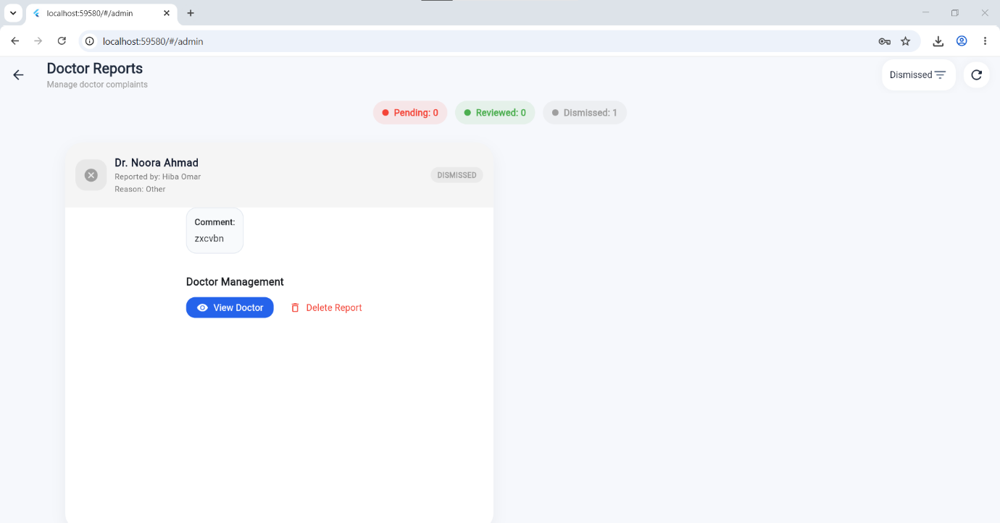 localhost:59580/#/admin
localhost:59580/#/admin
Doctor Reports
Manage doctor complaints
Dismissed
Pending: 0
Reviewed: 0
Dismissed: 1
Dr. Noora Ahmad
Reported by: Hiba Omar
Reason: Other
DISMISSED
Comment:
zxcvbn
Doctor Management
View Doctor
Delete Report